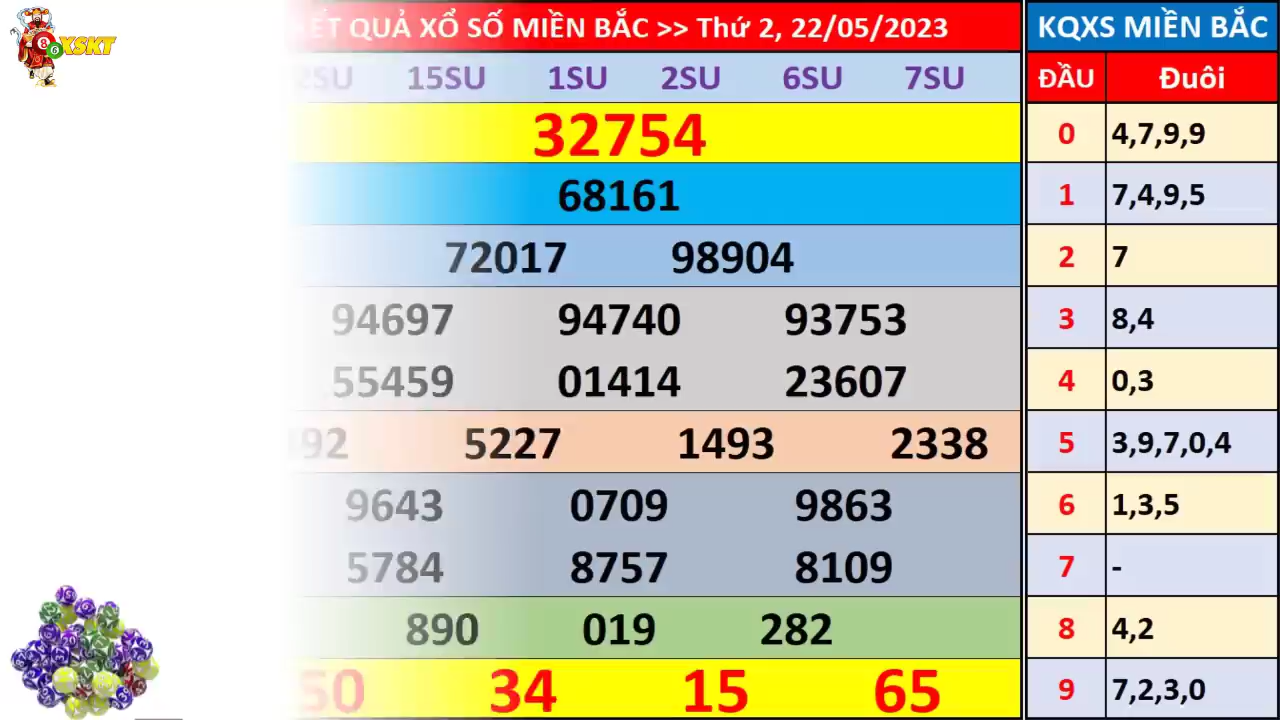 XSKT
KẾT QUẢ XỔ SỐ MIỀN BẮC >> Thứ 2, 22/05/2023
KQXS MIỀN BẮC
15SU 1SU 2SU 6SU 7SU
ĐẦU Đuôi
32754
0 4,7,9,9
68161
1 7,4,9,5
72017 98904
2 7
94697 94740 93753
3 8,4
55459 01414 23607
4 0,3
5227 1493 2338
5 3,9,7,0,4
9643 0709 9863
6 1,3,5
5784 8757 8109
7 -
890 019 282
8 4,2
50 34 15 65
9 7,2,3,0